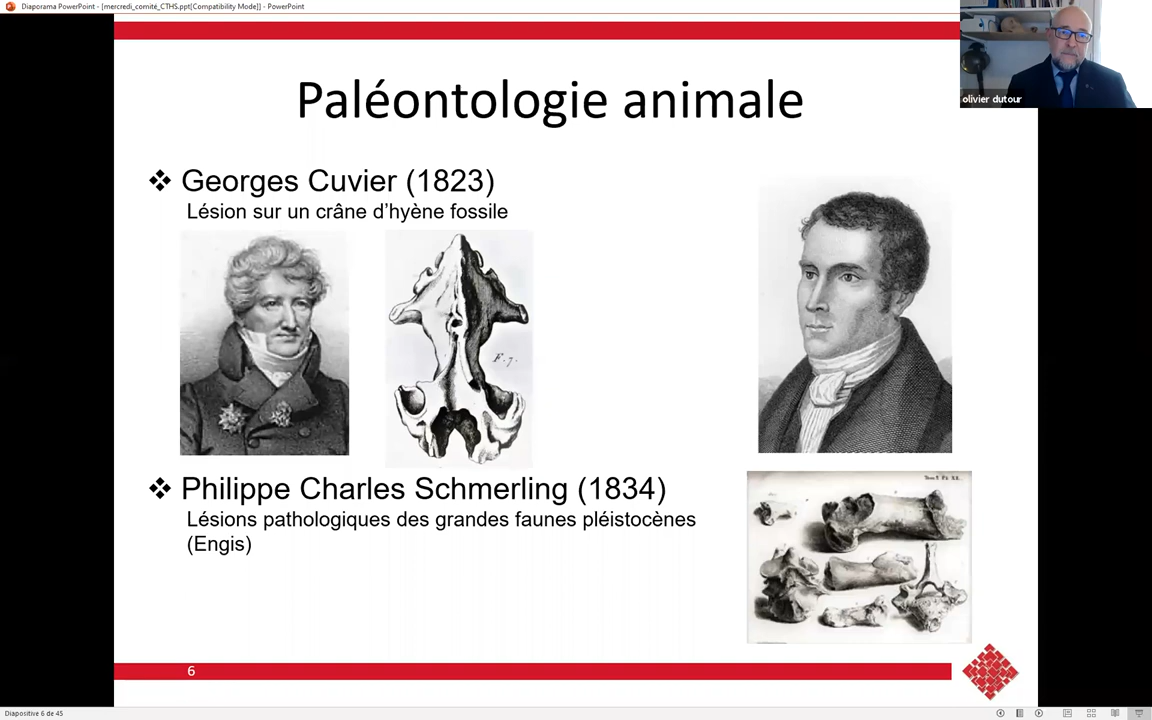 Diaporama PowerPoint - [mercredi_comité_CTHS.ppt[Compatibility Mode]] - PowerPoint
olivier dutour
Paléontologie animale
❖ Georges Cuvier (1823)
Lésion sur un crâne d’hyène fossile
F. 7.
❖ Philippe Charles Schmerling (1834)
Lésions pathologiques des grandes faunes pléistocènes
(Engis)
6
Diapositive 6 de 45